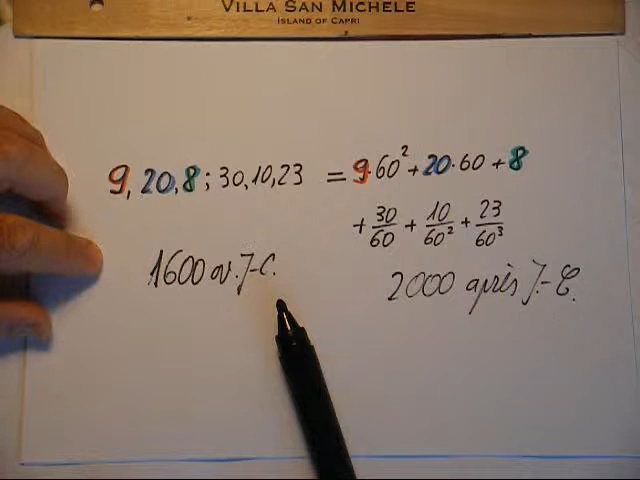 VILLA SAN MICHELE
ISLAND OF CAPRI
9, 20, 8 ; 30, 10, 23 = 9·60² + 20·60 + 8
+ 30/60 + 10/60² + 23/60³
1600 av. J-C.
2000 après J.-C.